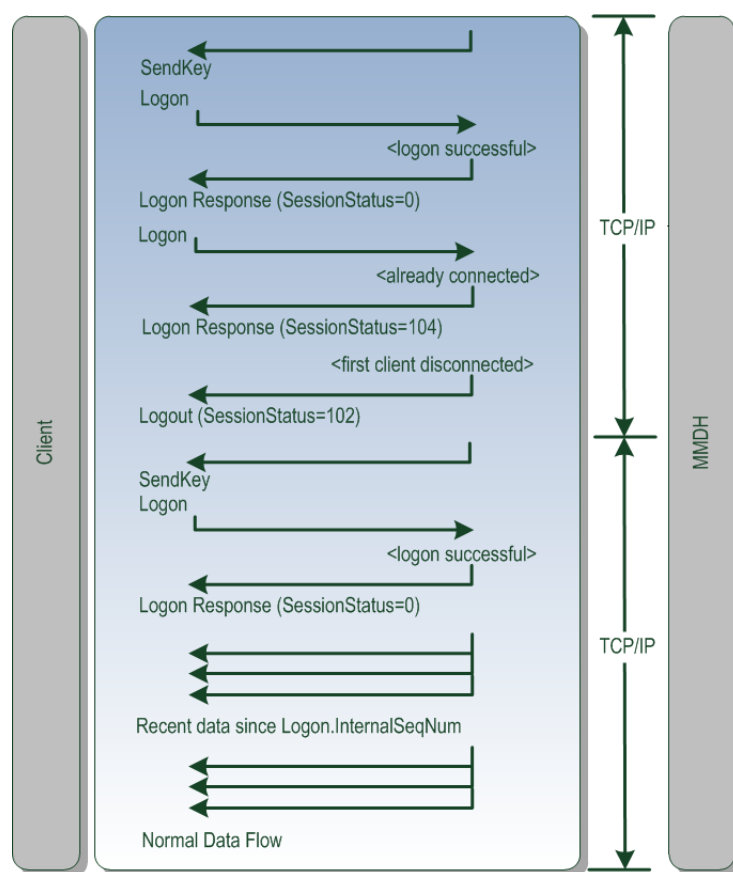 SendKey
Logon
<logon successful>
Logon Response (SessionStatus=0)
TCP/IP
Logon
<already connected>
Logon Response (SessionStatus=104)
<first client disconnected>
Logout (SessionStatus=102)
Client
MMDH
SendKey
Logon
<logon successful>
Logon Response (SessionStatus=0)
TCP/IP
Recent data since Logon.InternalSeqNum
Normal Data Flow